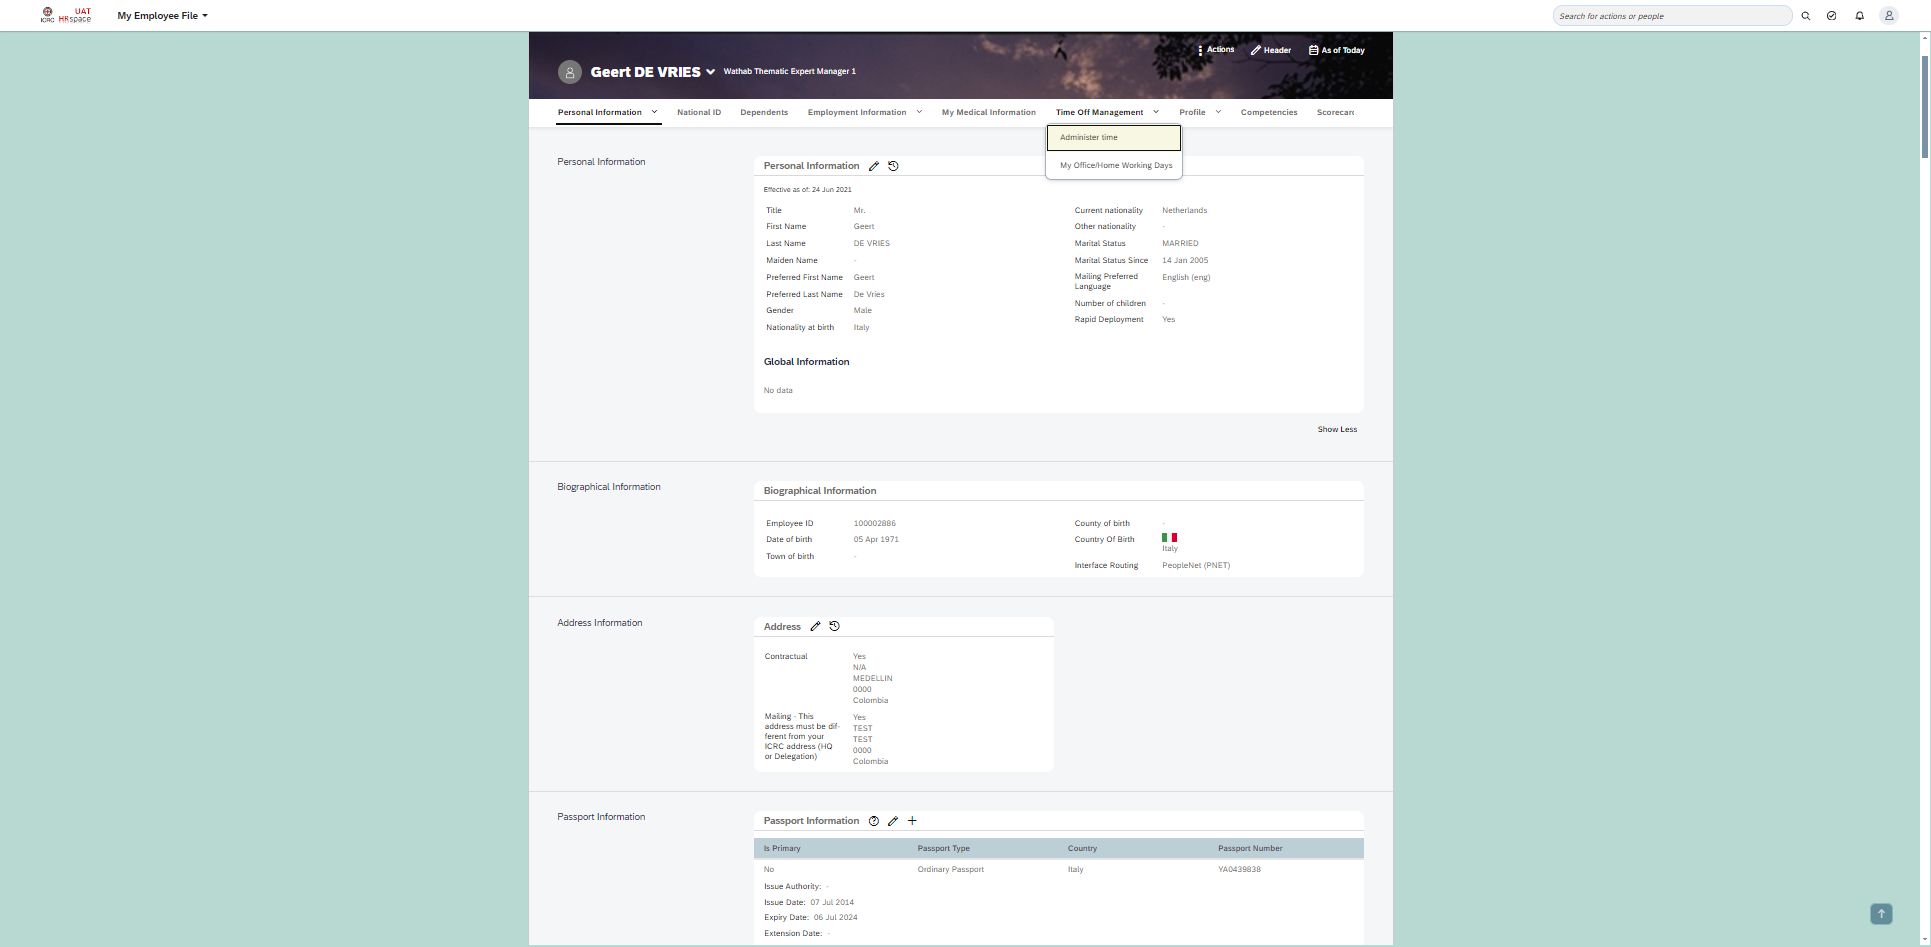 ICRC
UAT
HRspace
My Employee File
Search for actions or people
Actions
Header
As of Today
Geert DE VRIES
Wathab Thematic Expert Manager 1
Personal Information
National ID
Dependents
Employment Information
My Medical Information
Time Off Management
Profile
Competencies
Scorecard
Administer time
My Office/Home Working Days
Personal Information
Personal Information
Effective as of: 24 Jun 2021
Title Mr.
First Name Geert
Last Name DE VRIES
Maiden Name -
Preferred First Name Geert
Preferred Last Name De Vries
Gender Male
Nationality at birth Italy
Current nationality Netherlands
Other nationality -
Marital Status MARRIED
Marital Status Since 14 Jan 2005
Mailing Preferred English (eng)
Language
Number of children -
Rapid Deployment Yes
Global Information
No data
Show Less
Biographical Information
Biographical Information
Employee ID 100002886
Date of birth 05 Apr 1971
Town of birth -
County of birth -
Country Of Birth
Italy
Interface Routing PeopleNet (PNET)
Address Information
Address
Contractual Yes
N/A
MEDELLIN
0000
Colombia
Mailing - This Yes
address must be dif- TEST
ferent from your TEST
ICRC address (HQ 0000
or Delegation) Colombia
Passport Information
Passport Information
Is Primary Passport Type Country Passport Number
No Ordinary Passport Italy YA0439838
Issue Authority: -
Issue Date: 07 Jul 2014
Expiry Date: 06 Jul 2024
Extension Date: -